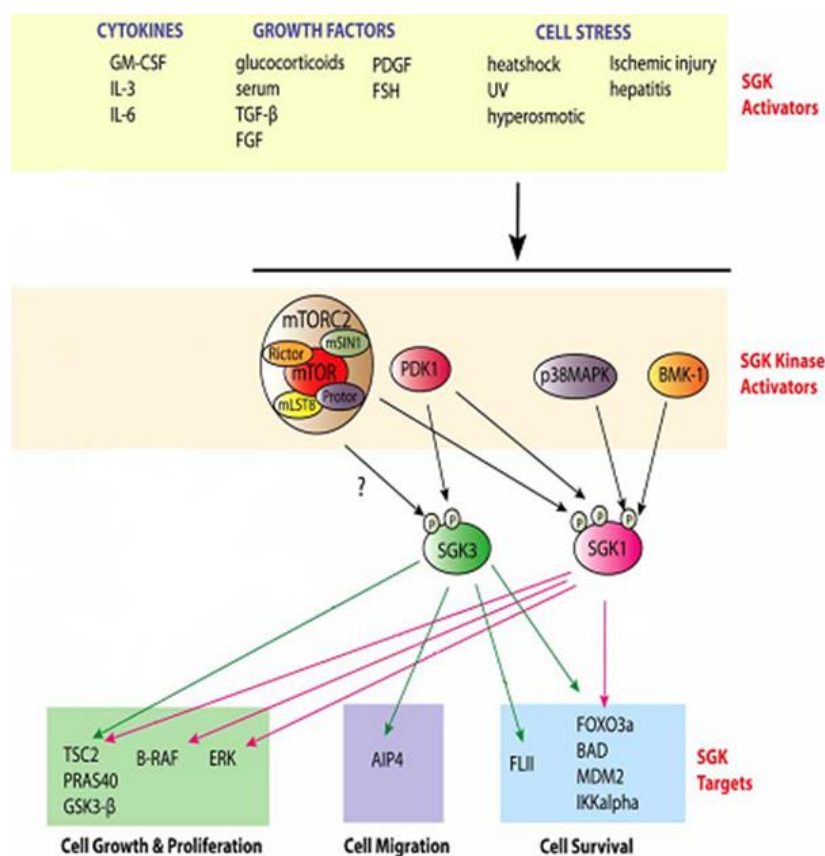 CYTOKINES
GM-CSF
IL-3
IL-6
GROWTH FACTORS
glucocorticoids
serum
TGF-β
FGF
PDGF
FSH
CELL STRESS
heatshock
UV
hyperosmotic
Ischemic injury
hepatitis
SGK
Activators
mTORC2
mSIN1
Rictor
mTOR
mLST8
Protor
PDK1
p38MAPK
BMK-1
SGK Kinase
Activators
?
P
P
SGK3
P
P
P
SGK1
TSC2
PRAS40
GSK3-β
B-RAF
ERK
AIP4
FLII
FOXO3a
BAD
MDM2
IKKalpha
SGK
Targets
Cell Growth & Proliferation
Cell Migration
Cell Survival